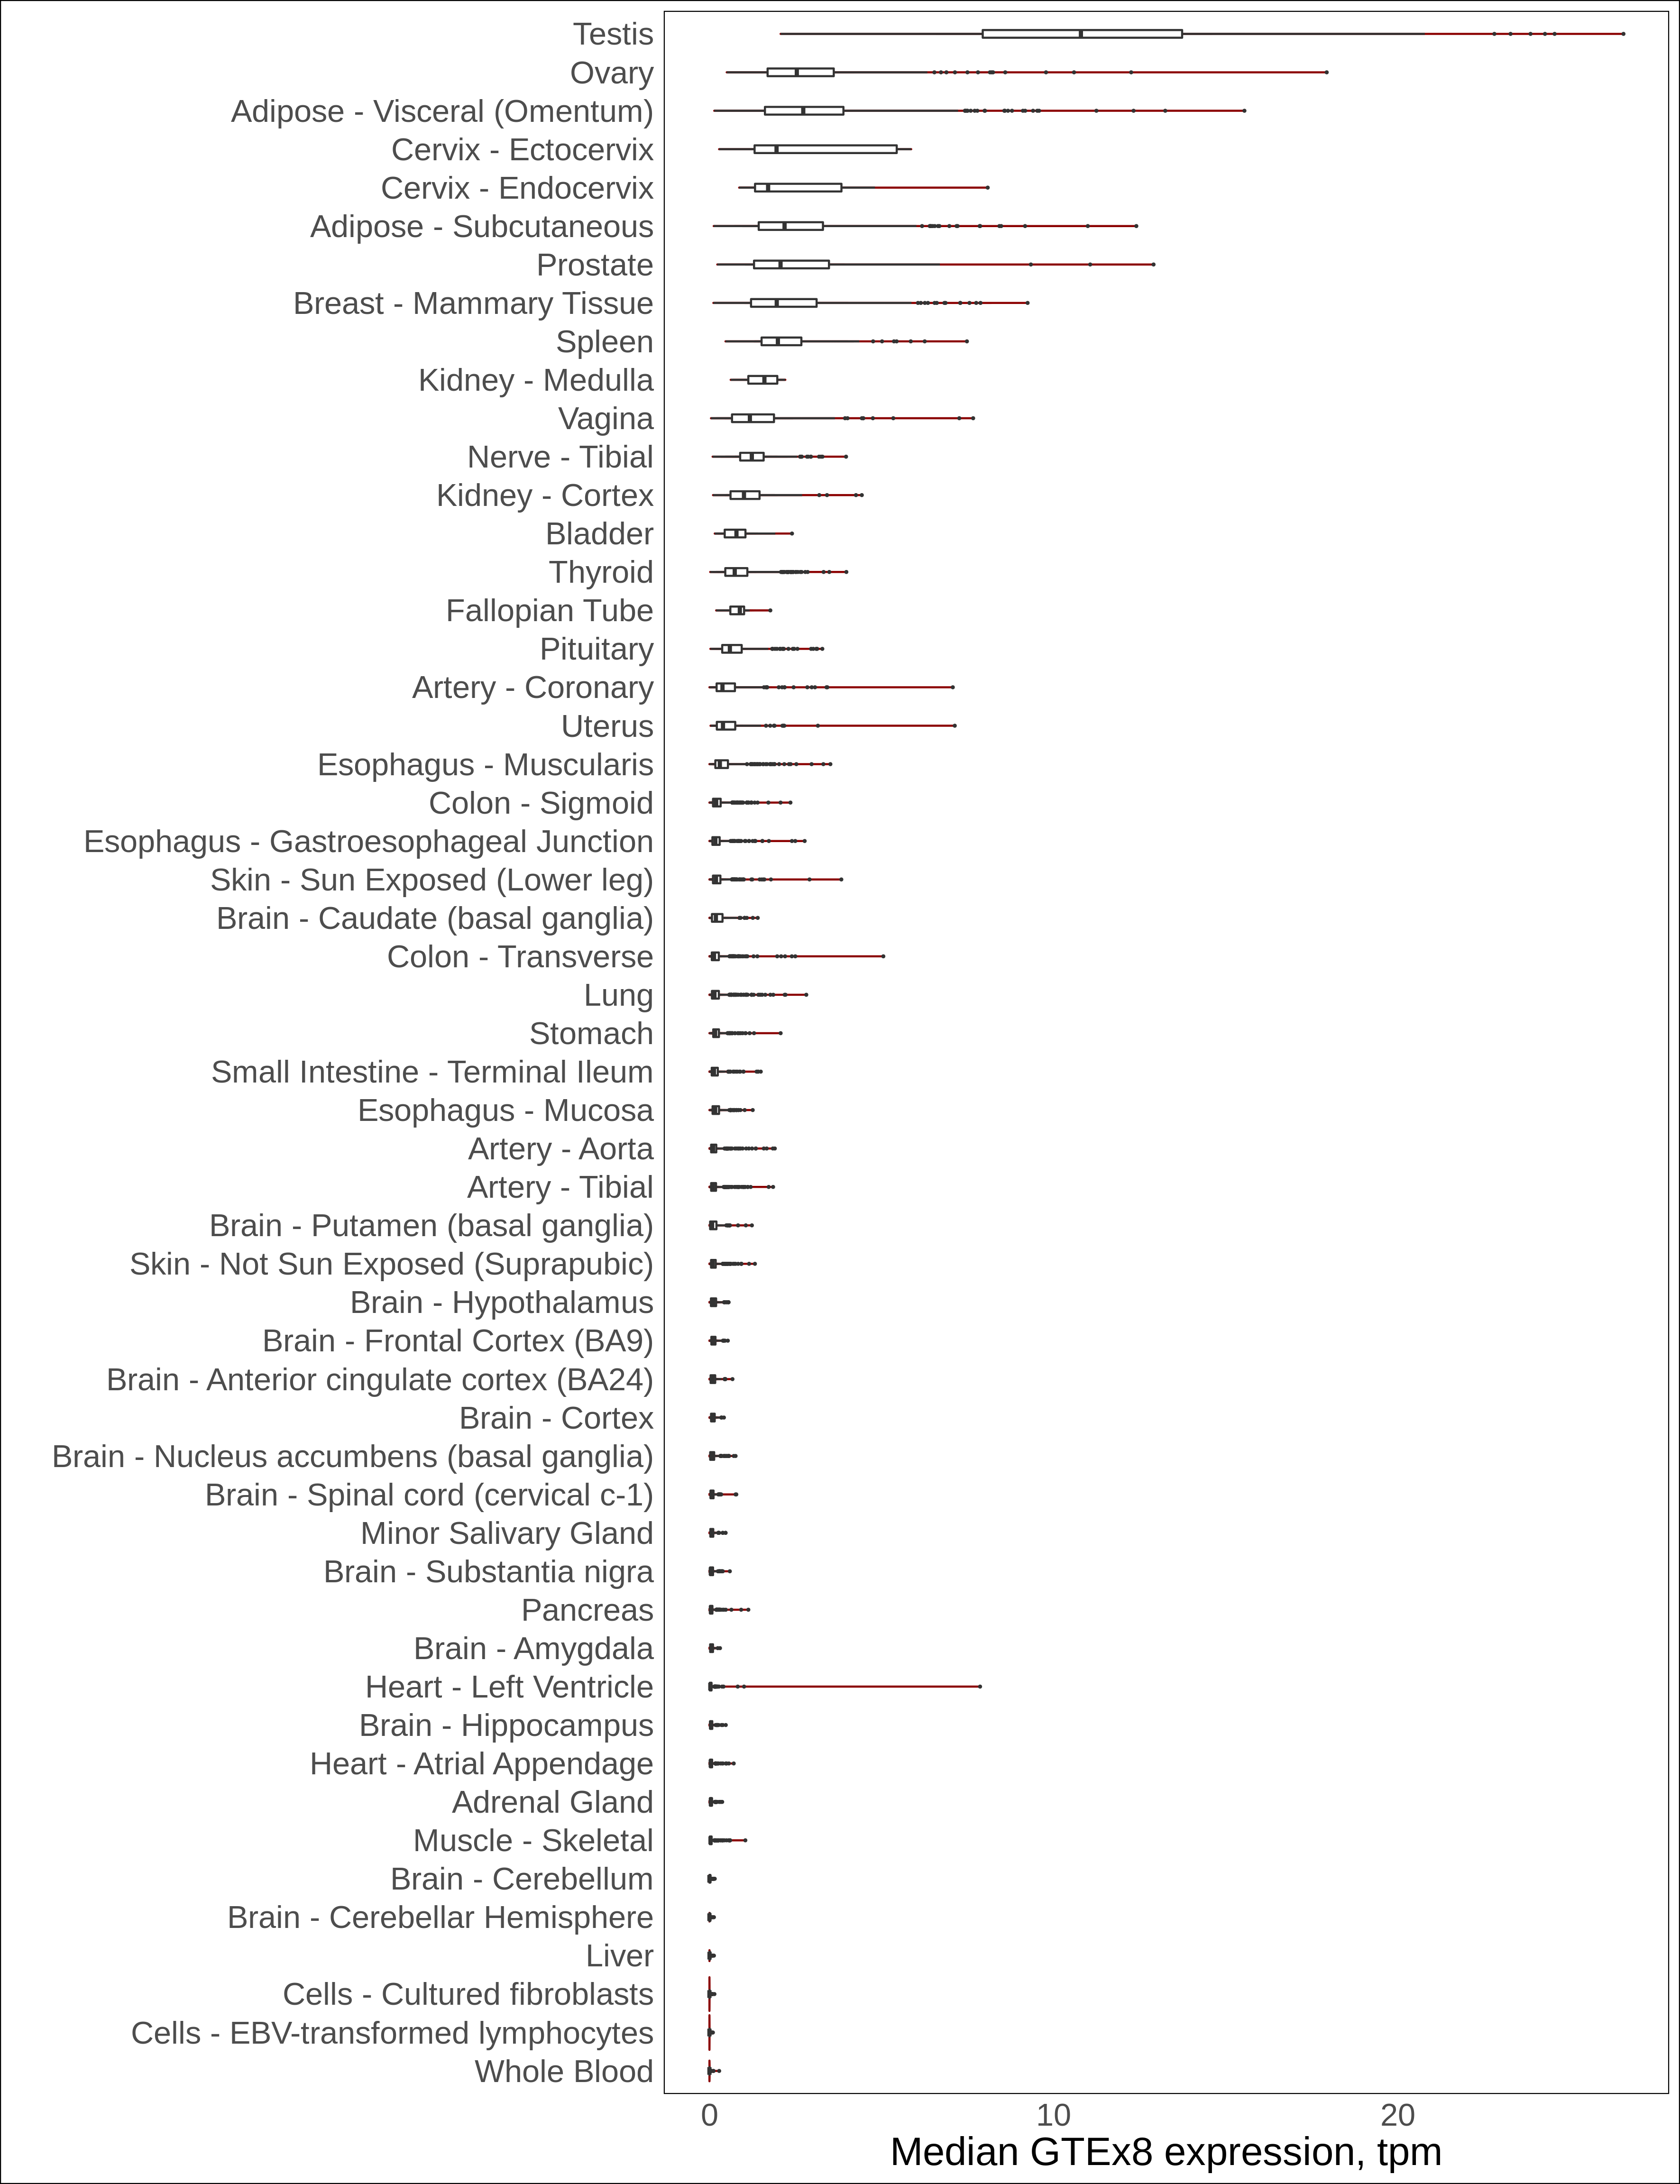 Testis
Ovary
Adipose - Visceral (Omentum)
Cervix - Ectocervix
Cervix - Endocervix
Adipose - Subcutaneous
Prostate
Breast - Mammary Tissue
Spleen
Kidney - Medulla
Vagina
Nerve - Tibial
Kidney - Cortex
Bladder
Thyroid
Fallopian Tube
Pituitary
Artery - Coronary
Uterus
Esophagus - Muscularis
Colon - Sigmoid
Esophagus - Gastroesophageal Junction
Skin - Sun Exposed (Lower leg)
Brain - Caudate (basal ganglia)
Colon - Transverse
Lung
Stomach
Small Intestine - Terminal Ileum
Esophagus - Mucosa
Artery - Aorta
Artery - Tibial
Brain - Putamen (basal ganglia)
Skin - Not Sun Exposed (Suprapubic)
Brain - Hypothalamus
Brain - Frontal Cortex (BA9)
Brain - Anterior cingulate cortex (BA24)
Brain - Cortex
Brain - Nucleus accumbens (basal ganglia)
Brain - Spinal cord (cervical c-1)
Minor Salivary Gland
Brain - Substantia nigra
Pancreas
Brain - Amygdala
Heart - Left Ventricle
Brain - Hippocampus
Heart - Atrial Appendage
Adrenal Gland
Muscle - Skeletal
Brain - Cerebellum
Brain - Cerebellar Hemisphere
Liver
Cells - Cultured fibroblasts
Cells - EBV-transformed lymphocytes
Whole Blood
0 10 20
Median GTEx8 expression, tpm